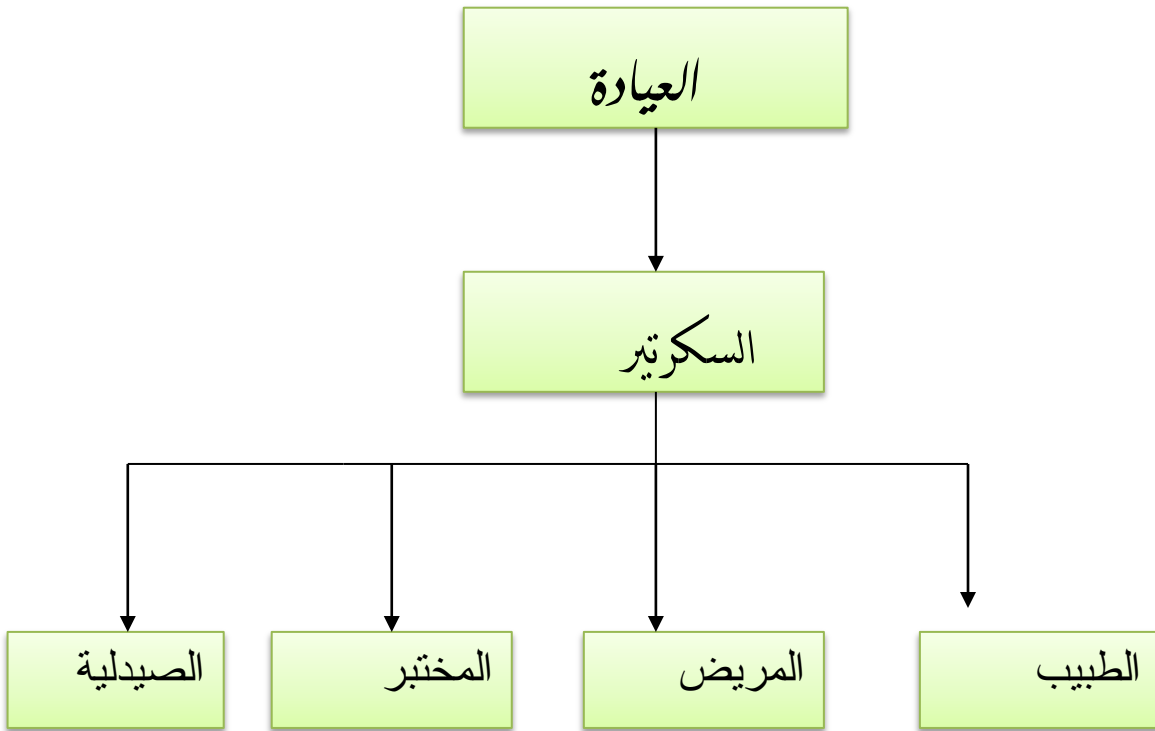 العيادة
السكرتير
الطبيب
المريض
المختبر
الصيدلية